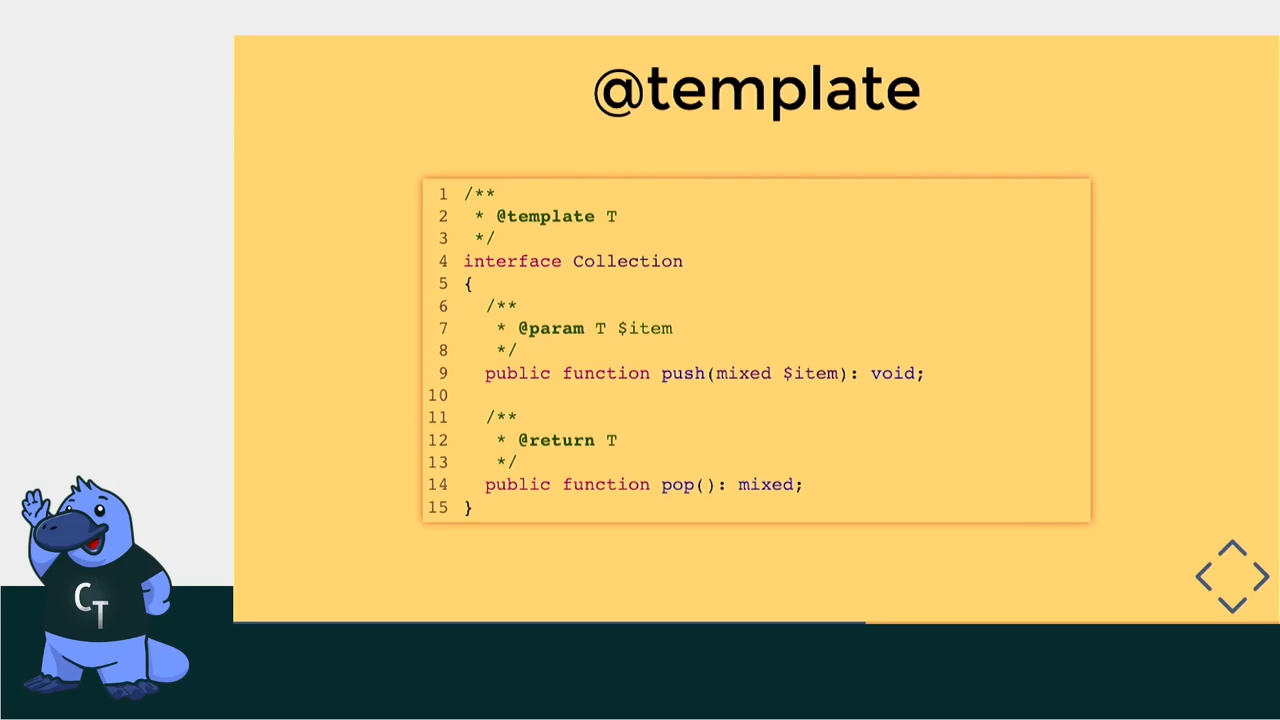 @template
1 /**
2  * @template T
3  */
4 interface Collection
5 {
6   /**
7    * @param T $item
8    */
9   public function push(mixed $item): void;
10
11   /**
12    * @return T
13    */
14   public function pop(): mixed;
15 }
CT